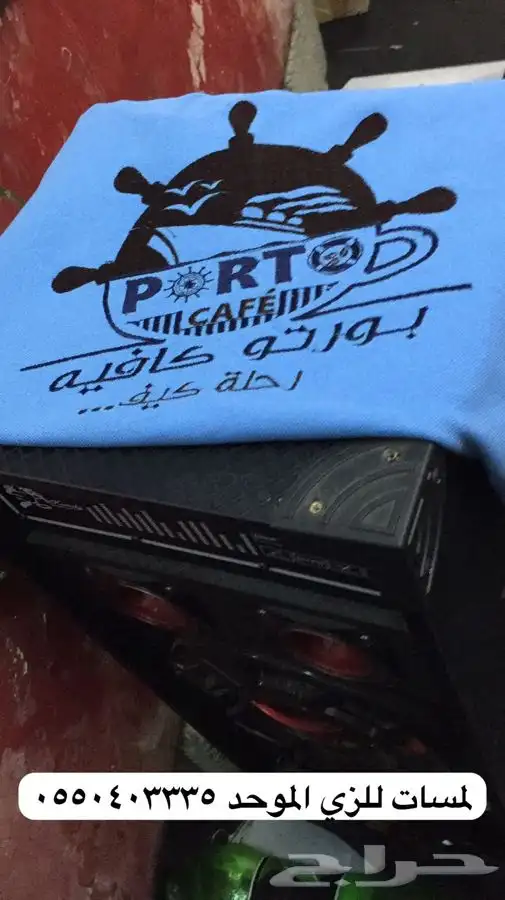 PORTO
CAFÉ
بورتو كافيه
رحلة كيف...
لمسات للزي الموحد ٠٥٥٠٤٠٣٣٣٥
حراج